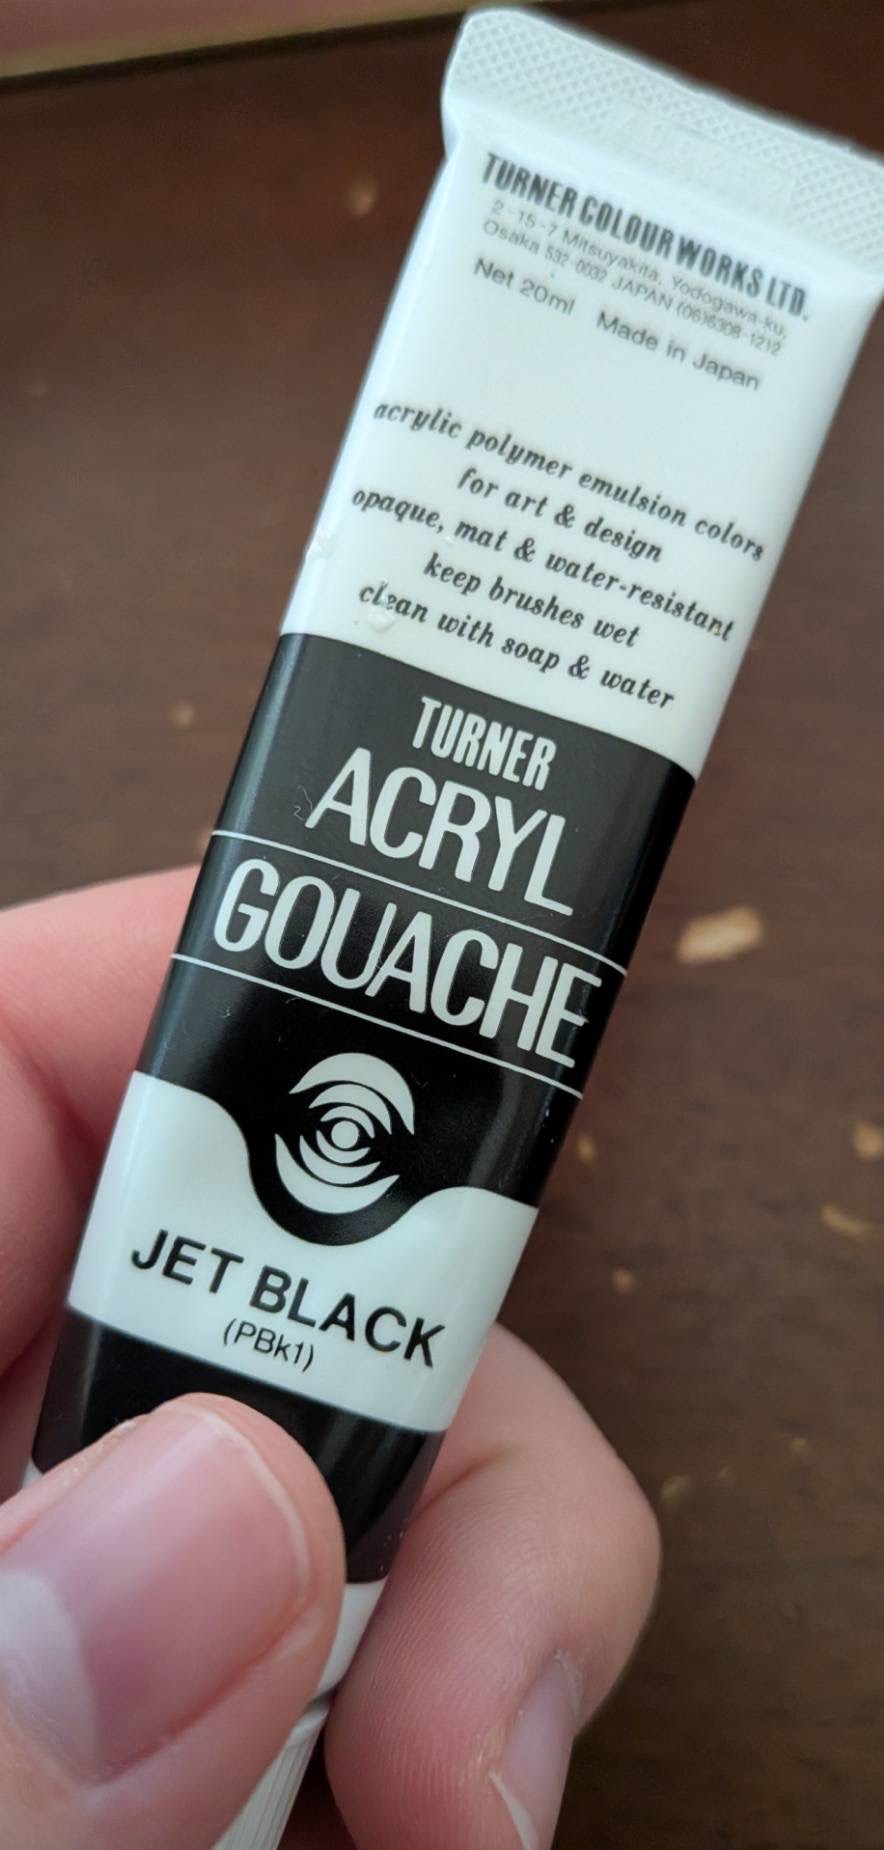 TURNER COLOUR WORKS LTD.
2-15-7 Mitsuyakita, Yodogawa-ku,
Osaka 532-0032 JAPAN (06)6308-1212
Net 20ml Made in Japan
acrylic polymer emulsion colors
for art & design
opaque, mat & water-resistant
keep brushes wet
clean with soap & water
TURNER
ACRYL
GOUACHE
JET BLACK
(PBk1)